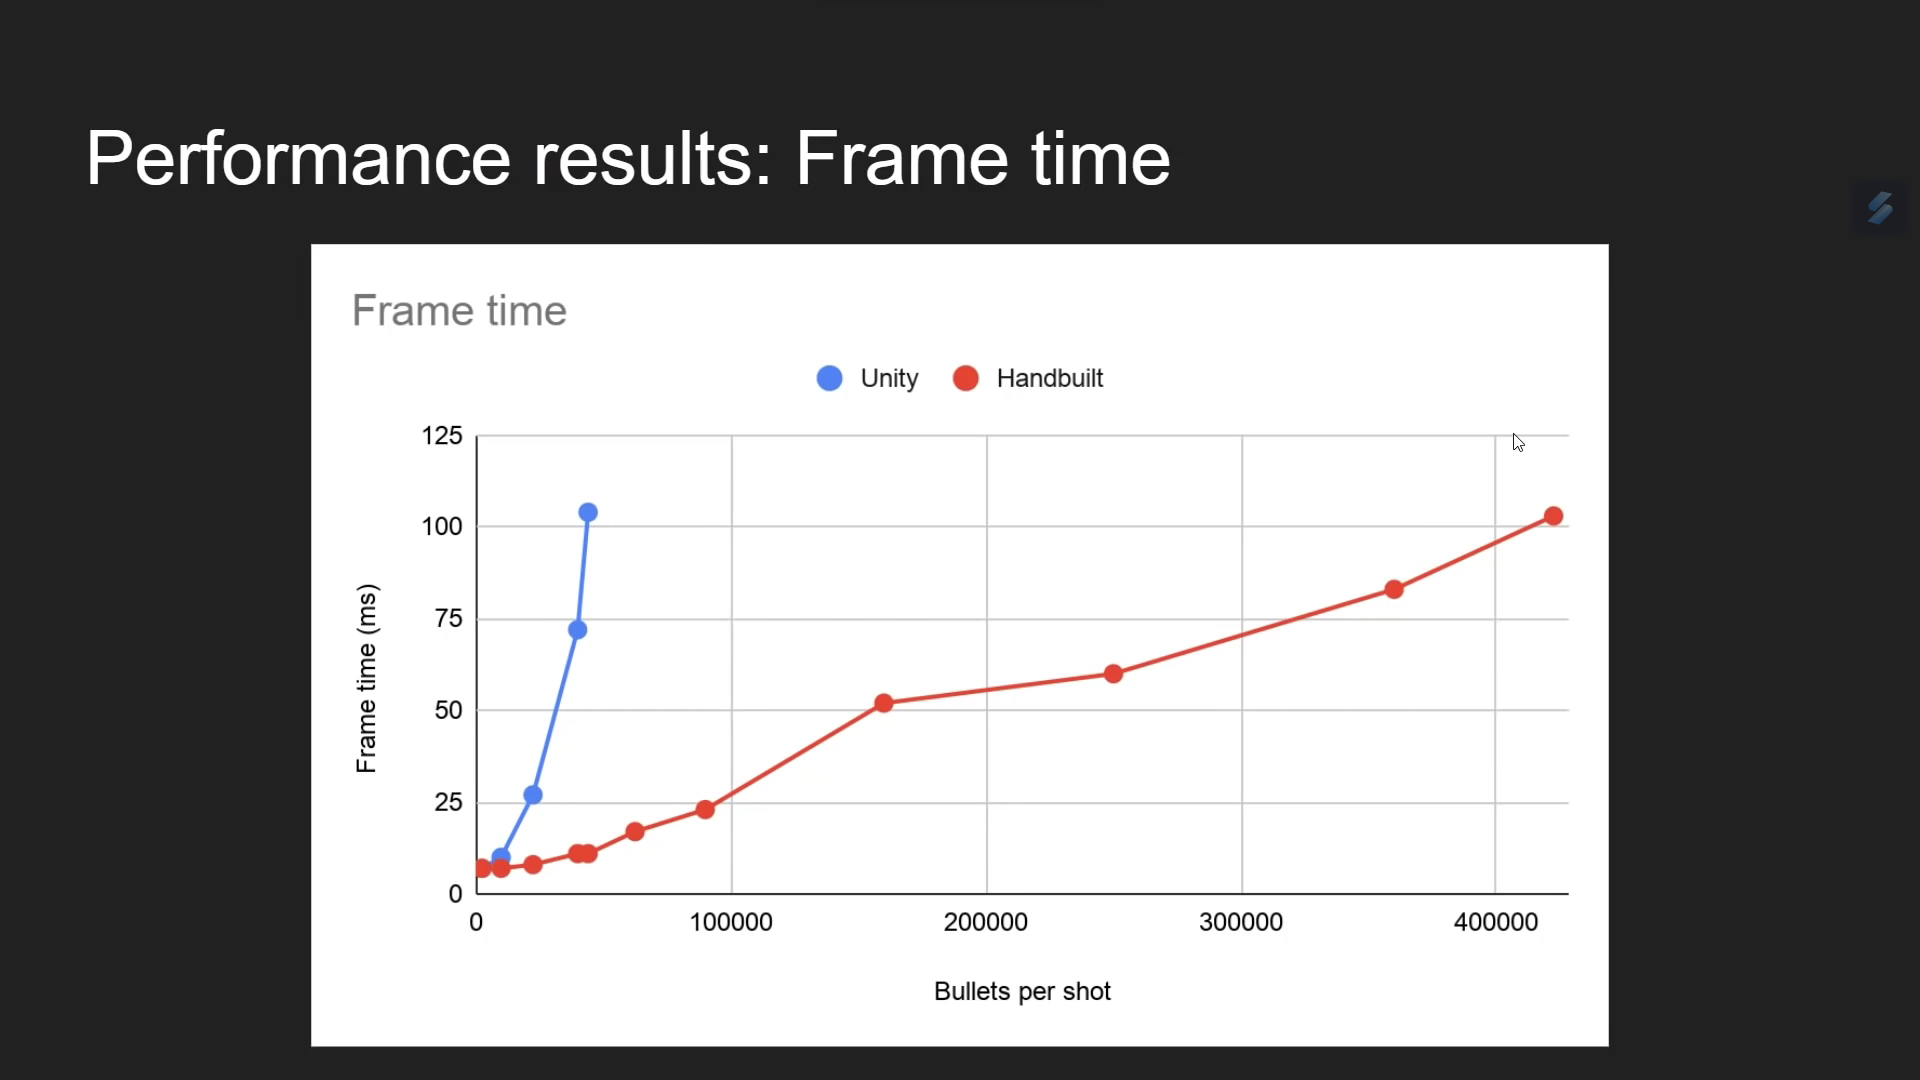 Performance results: Frame time
Frame time
Unity
Handbuilt
125
100
75
50
25
0
Frame time (ms)
0
100000
200000
300000
400000
Bullets per shot